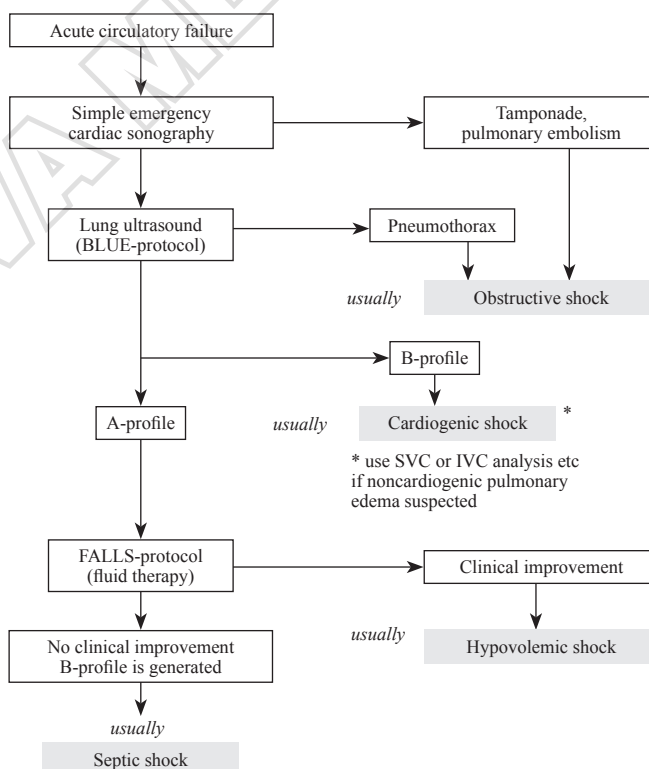 Acute circulatory failure
Simple emergency
cardiac sonography
Tamponade,
pulmonary embolism
Lung ultrasound
(BLUE-protocol)
Pneumothorax
usually
Obstructive shock
B-profile
A-profile
usually
Cardiogenic shock
*
* use SVC or IVC analysis etc
if noncardiogenic pulmonary
edema suspected
FALLS-protocol
(fluid therapy)
Clinical improvement
No clinical improvement
B-profile is generated
usually
Hypovolemic shock
usually
Septic shock